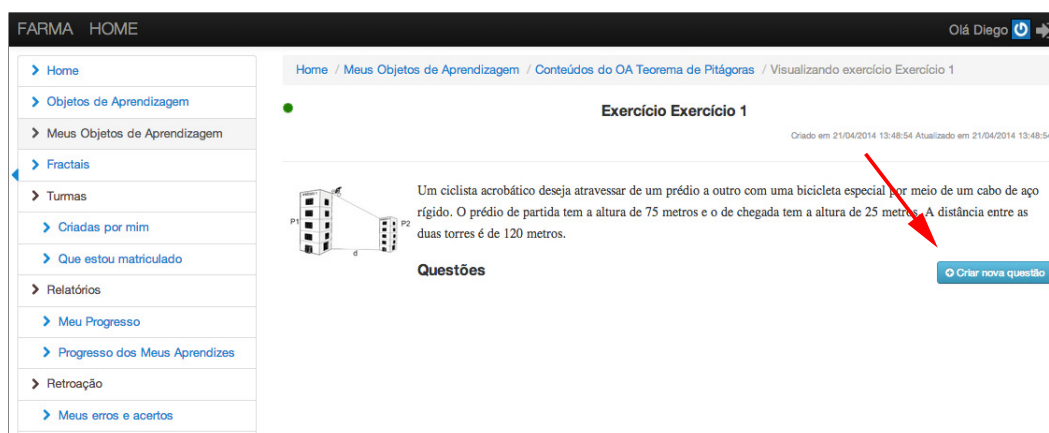 FARMA HOME
Olá Diego
Home
Objetos de Aprendizagem
Meus Objetos de Aprendizagem
Fractais
Turmas
Criadas por mim
Que estou matriculado
Relatórios
Meu Progresso
Progresso dos Meus Aprendizes
Retroação
Meus erros e acertos
Home / Meus Objetos de Aprendizagem / Conteúdos do OA Teorema de Pitágoras / Visualizando exercício Exercício 1
Exercício Exercício 1
Criado em 21/04/2014 13:48:54 Atualizado em 21/04/2014 13:48:54
P1
P2
d
Um ciclista acrobático deseja atravessar de um prédio a outro com uma bicicleta especial por meio de um cabo de aço
rígido. O prédio de partida tem a altura de 75 metros e o de chegada tem a altura de 25 metros. A distância entre as
duas torres é de 120 metros.
Questões
Criar nova questão